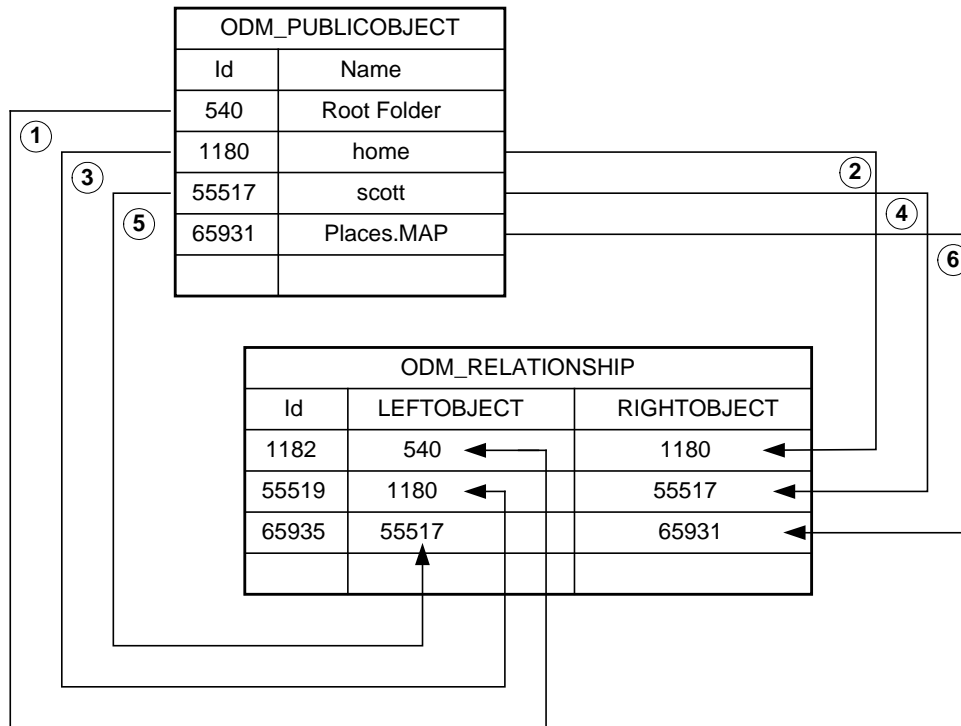 ODM_PUBLICOBJECT
Id Name
540 Root Folder
1180 home
55517 scott
65931 Places.MAP
1
3
5
2
4
6
ODM_RELATIONSHIP
Id LEFTOBJECT RIGHTOBJECT
1182 540 1180
55519 1180 55517
65935 55517 65931